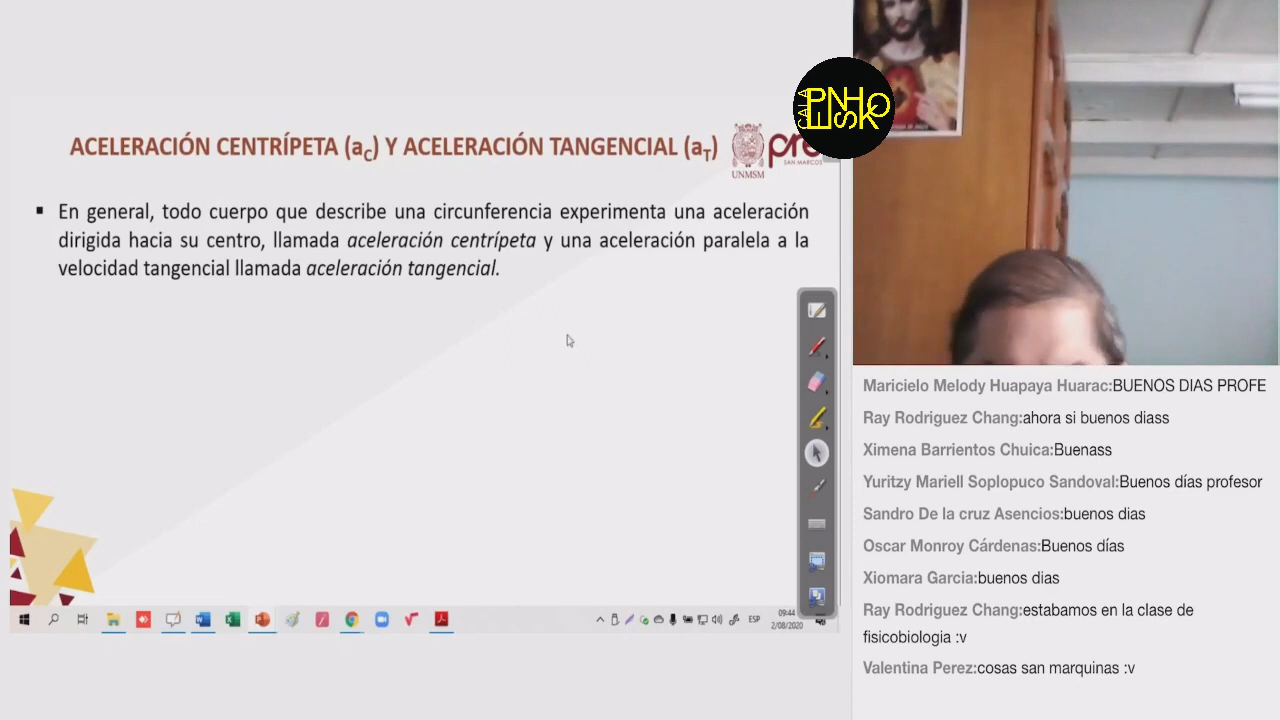 ACELERACIÓN CENTRÍPETA (aC) Y ACELERACIÓN TANGENCIAL (aT)
UNMSM
pre
SAN MARCOS
▪ En general, todo cuerpo que describe una circunferencia experimenta una aceleración
dirigida hacia su centro, llamada aceleración centrípeta y una aceleración paralela a la
velocidad tangencial llamada aceleración tangencial.
ESP
09:44
2/08/2020
Maricielo Melody Huapaya Huarac:BUENOS DIAS PROFE
Ray Rodriguez Chang:ahora si buenos diass
Ximena Barrientos Chuica:Buenass
Yuritzy Mariell Soplopuco Sandoval:Buenos días profesor
Sandro De la cruz Asencios:buenos dias
Oscar Monroy Cárdenas:Buenos días
Xiomara Garcia:buenos dias
Ray Rodriguez Chang:estabamos en la clase de
fisicobiologia :v
Valentina Perez:cosas san marquinas :v